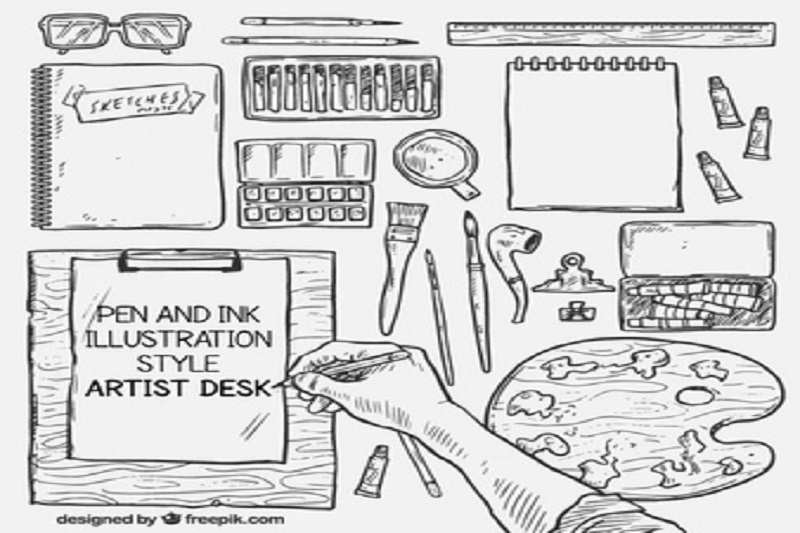 SKETCHES
PEN AND INK
ILLUSTRATION
STYLE
ARTIST DESK
designed by freepik.com